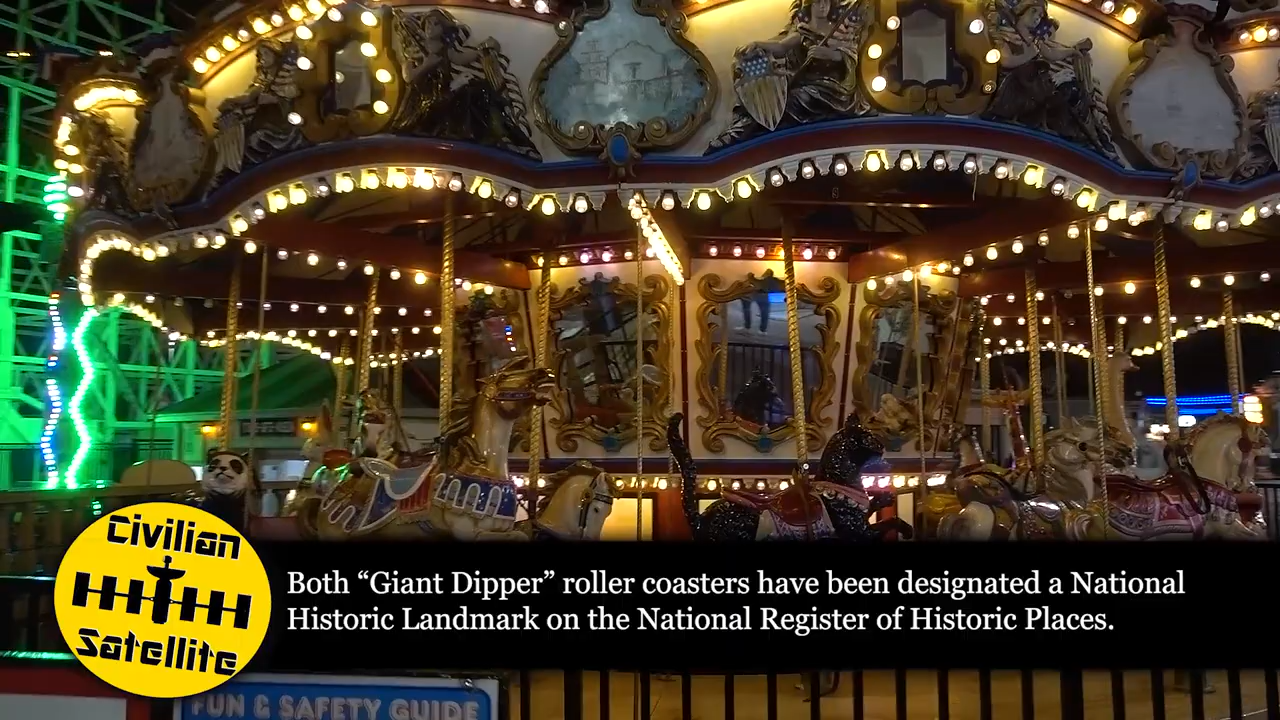 Civilian
Satellite
Both “Giant Dipper” roller coasters have been designated a National
Historic Landmark on the National Register of Historic Places.
FUN & SAFETY GUIDE